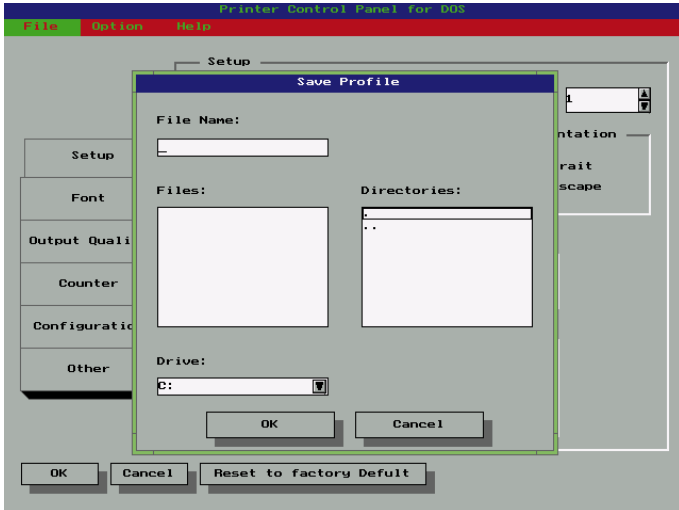 Printer Control Panel for DOS
File Option Help
Setup
Save Profile
File Name:
_
1
ntation
rait
scape
Setup
Font
Output Quali
Counter
Configuratio
Other
Files:
Directories:
.
..
Drive:
C:
OK Cancel
OK Cancel Reset to factory Defult